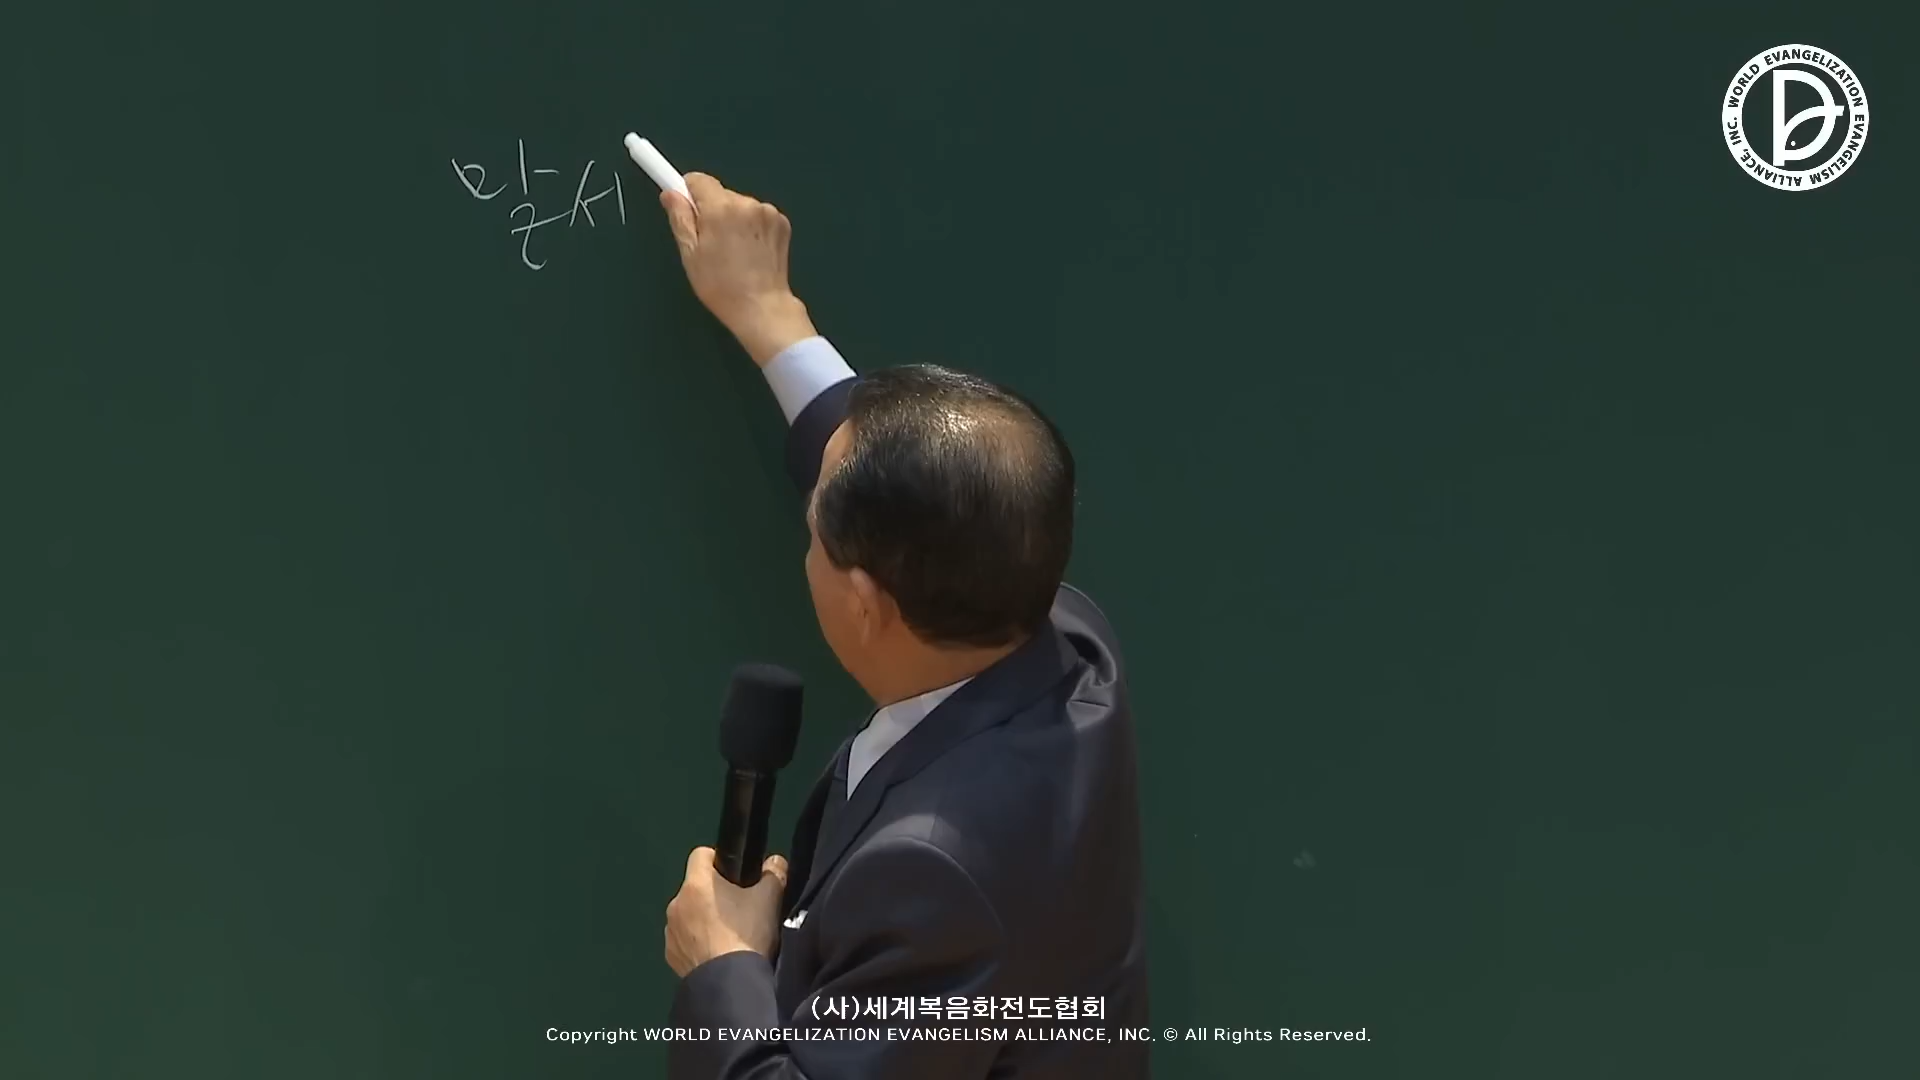 말서
WORLD EVANGELIZATION EVANGELISM ALLIANCE, INC.
(사)세계복음화전도협회
Copyright WORLD EVANGELIZATION EVANGELISM ALLIANCE, INC. © All Rights Reserved.